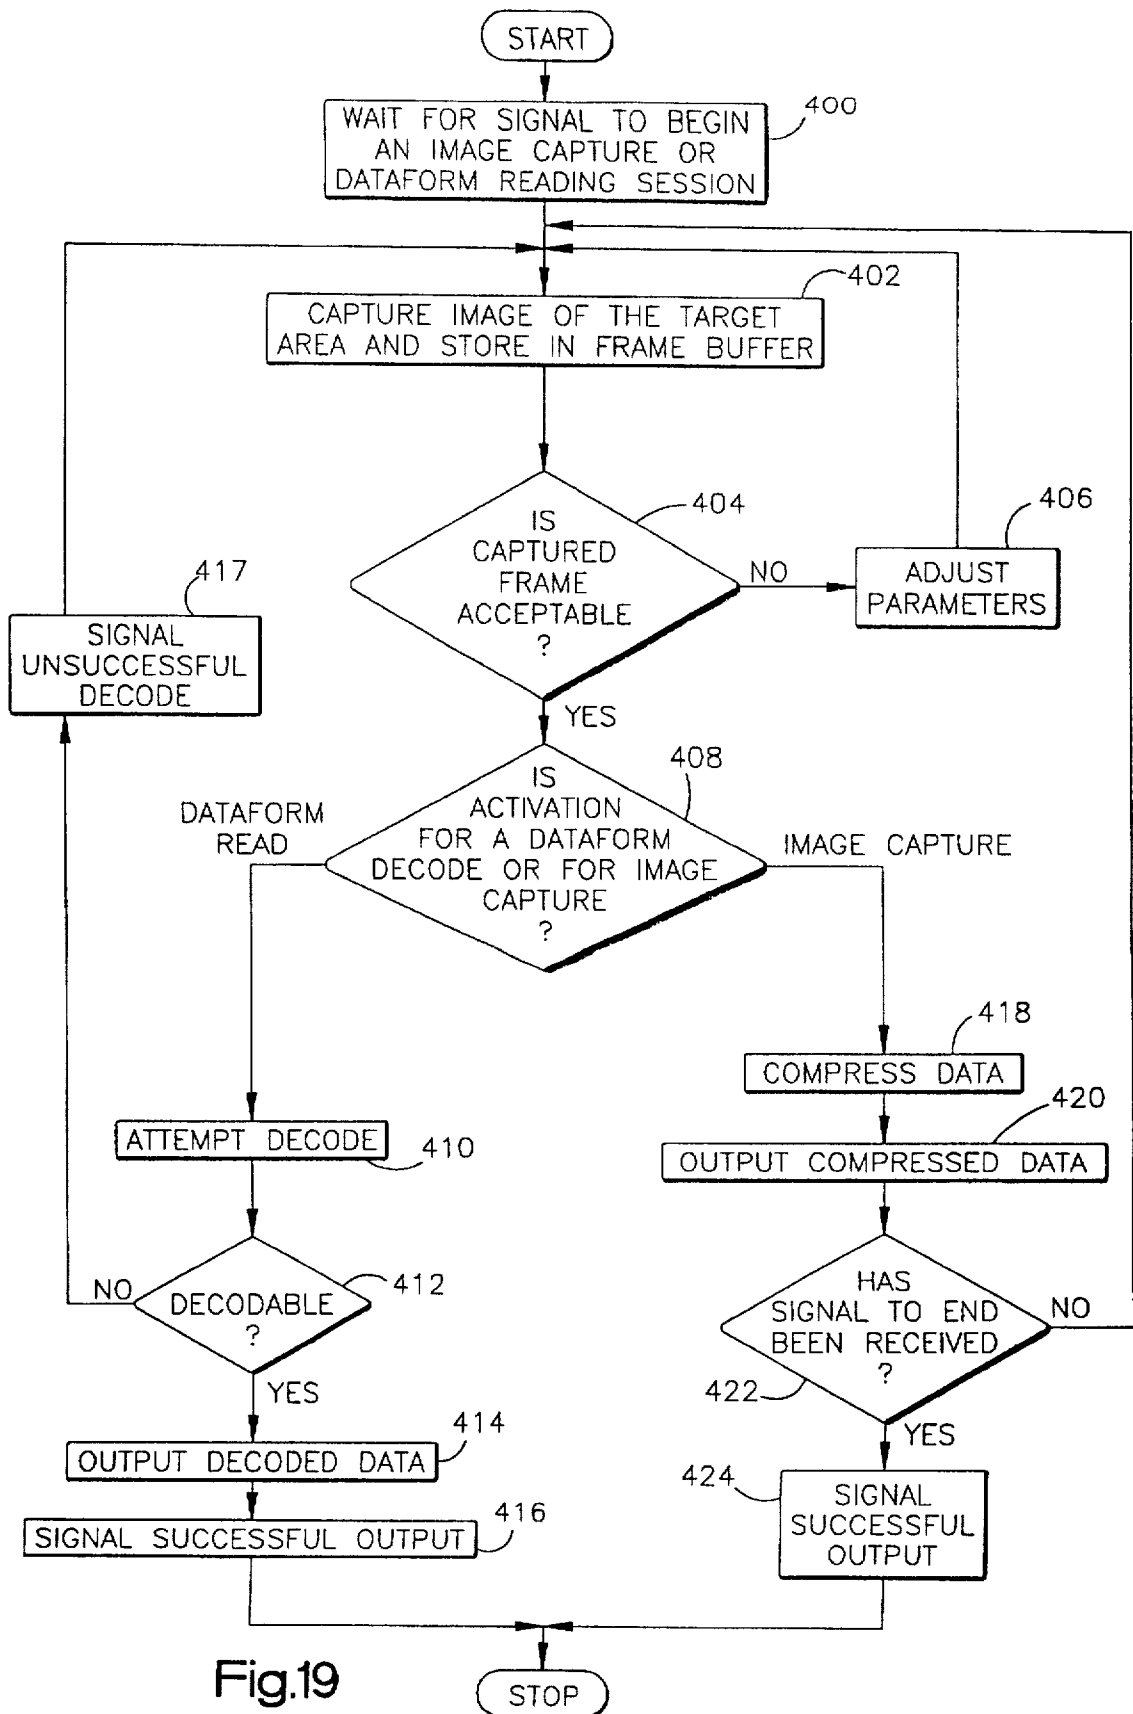 START
400
WAIT FOR SIGNAL TO BEGIN
AN IMAGE CAPTURE OR
DATAFORM READING SESSION
402
CAPTURE IMAGE OF THE TARGET
AREA AND STORE IN FRAME BUFFER
404
IS
CAPTURED
FRAME
ACCEPTABLE
?
NO
406
ADJUST
PARAMETERS
417
SIGNAL
UNSUCCESSFUL
DECODE
YES
408
IS
ACTIVATION
FOR A DATAFORM
DECODE OR FOR IMAGE
CAPTURE
?
DATAFORM
READ
IMAGE CAPTURE
418
COMPRESS DATA
420
OUTPUT COMPRESSED DATA
ATTEMPT DECODE
410
NO
412
DECODABLE
?
HAS
SIGNAL TO END
BEEN RECEIVED
?
NO
422
YES
YES
414
OUTPUT DECODED DATA
416
SIGNAL SUCCESSFUL OUTPUT
424
SIGNAL
SUCCESSFUL
OUTPUT
Fig.19
STOP